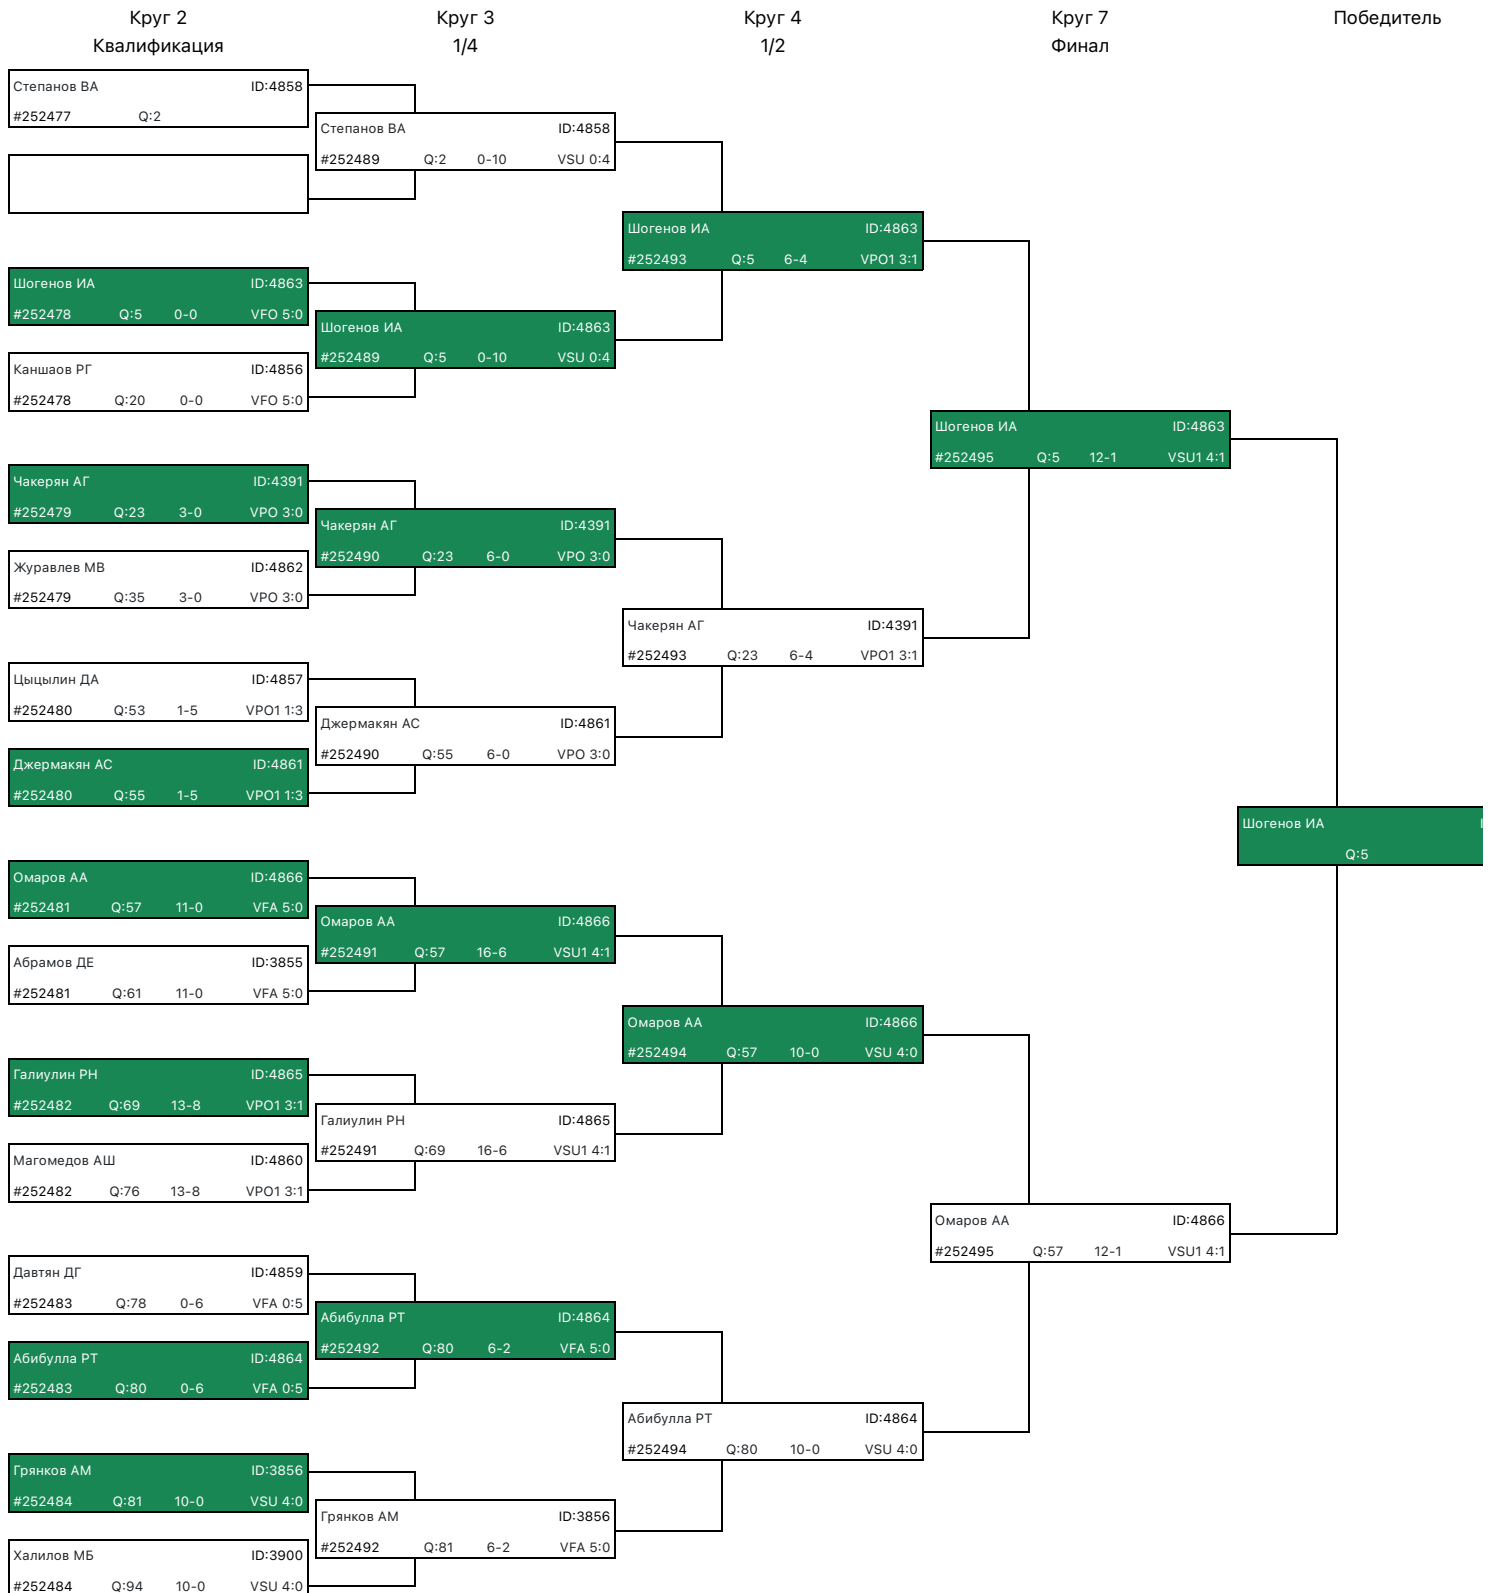 Круг 2
Квалификация
Круг 3
1/4
Круг 4
1/2
Круг 7
Финал
Победитель
Степанов ВА ID:4858
#252477 Q:2
Шогенов ИА ID:4863
#252478 Q:5 0-0 VFO 5:0
Каншаов РГ ID:4856
#252478 Q:20 0-0 VFO 5:0
Чакерян АГ ID:4391
#252479 Q:23 3-0 VPO 3:0
Журавлев МВ ID:4862
#252479 Q:35 3-0 VPO 3:0
Цыцылин ДА ID:4857
#252480 Q:53 1-5 VPO1 1:3
Джермакян АС ID:4861
#252480 Q:55 1-5 VPO1 1:3
Омаров АА ID:4866
#252481 Q:57 11-0 VFA 5:0
Абрамов ДЕ ID:3855
#252481 Q:61 11-0 VFA 5:0
Галиулин РН ID:4865
#252482 Q:69 13-8 VPO1 3:1
Магомедов АШ ID:4860
#252482 Q:76 13-8 VPO1 3:1
Давтян ДГ ID:4859
#252483 Q:78 0-6 VFA 0:5
Абибулла РТ ID:4864
#252483 Q:80 0-6 VFA 0:5
Грянков АМ ID:3856
#252484 Q:81 10-0 VSU 4:0
Халилов МБ ID:3900
#252484 Q:94 10-0 VSU 4:0
Степанов ВА ID:4858
#252489 Q:2 0-10 VSU 0:4
Шогенов ИА ID:4863
#252489 Q:5 0-10 VSU 0:4
Чакерян АГ ID:4391
#252490 Q:23 6-0 VPO 3:0
Джермакян АС ID:4861
#252490 Q:55 6-0 VPO 3:0
Омаров АА ID:4866
#252491 Q:57 16-6 VSU1 4:1
Галиулин РН ID:4865
#252491 Q:69 16-6 VSU1 4:1
Абибулла РТ ID:4864
#252492 Q:80 6-2 VFA 5:0
Грянков АМ ID:3856
#252492 Q:81 6-2 VFA 5:0
Шогенов ИА ID:4863
#252493 Q:5 6-4 VPO1 3:1
Чакерян АГ ID:4391
#252493 Q:23 6-4 VPO1 3:1
Омаров АА ID:4866
#252494 Q:57 10-0 VSU 4:0
Абибулла РТ ID:4864
#252494 Q:80 10-0 VSU 4:0
Шогенов ИА ID:4863
#252495 Q:5 12-1 VSU1 4:1
Омаров АА ID:4866
#252495 Q:57 12-1 VSU1 4:1
Шогенов ИА
Q:5